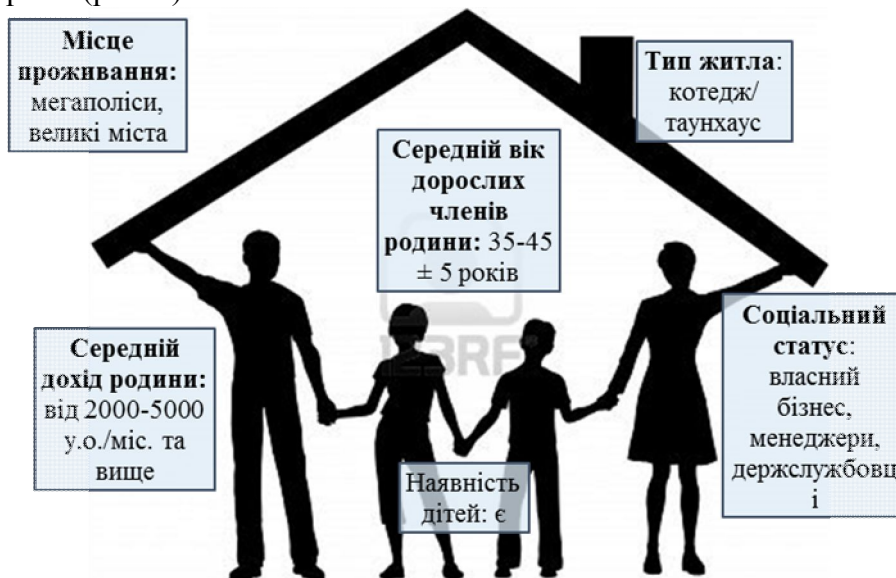 Місце
проживання:
мегаполіси,
великі міста
Тип житла:
котедж/
таунхаус
Середній вік
дорослих
членів
родини: 35-45
± 5 років
Середній
дохід родини:
від 2000-5000
у.о./міс. та
вище
Соціальний
статус:
власний
бізнес,
менеджери,
держслужбовц
і
Наявність
дітей: є
123RF